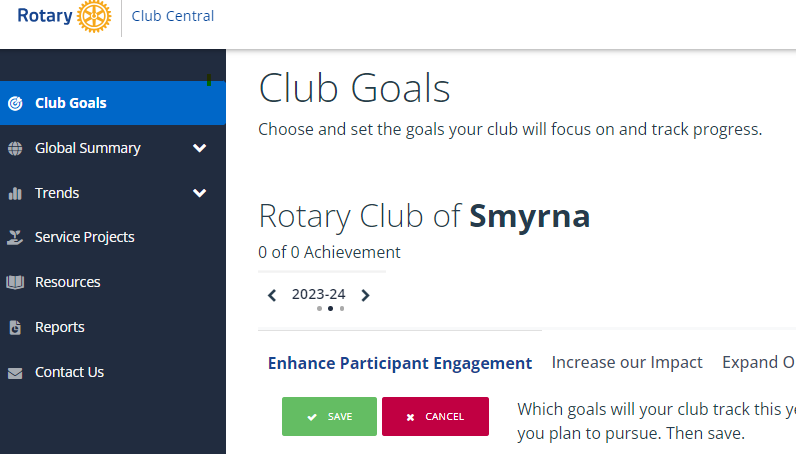 Rotary
Club Central
Club Goals
Global Summary
Trends
Service Projects
Resources
Reports
Contact Us
Club Goals
Choose and set the goals your club will focus on and track progress.
Rotary Club of Smyrna
0 of 0 Achievement
2023-24
Enhance Participant Engagement
Increase our Impact
Expand O
SAVE
CANCEL
Which goals will your club track this ye
you plan to pursue. Then save.